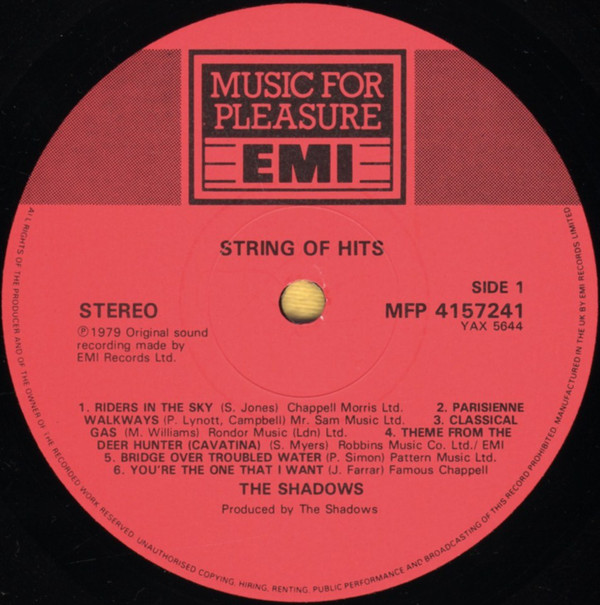 MUSIC FOR
PLEASURE
EMI
STRING OF HITS
SIDE 1
STEREO
MFP 4157241
YAX 5644
Ⓟ1979 Original sound
recording made by
EMI Records Ltd.
1. RIDERS IN THE SKY (S. Jones) Chappell Morris Ltd. 2. PARISIENNE
WALKWAYS (P. Lynott, Campbell) Mr. Sam Music Ltd. 3. CLASSICAL
GAS (M. Williams) Rondor Music (Ldn) Ltd. 4. THEME FROM THE
DEER HUNTER (CAVATINA) (S. Myers) Robbins Music Co. Ltd./ EMI
5. BRIDGE OVER TROUBLED WATER (P. Simon) Pattern Music Ltd.
6. YOU'RE THE ONE THAT I WANT (J. Farrar) Famous Chappell
THE SHADOWS
Produced by The Shadows
ALL RIGHTS OF THE PRODUCER AND OF THE OWNER OF THE RECORDED WORK RESERVED. UNAUTHORISED COPYING, HIRING, RENTING, PUBLIC PERFORMANCE AND BROADCASTING OF THIS RECORD PROHIBITED. MANUFACTURED IN THE UK BY EMI RECORDS LIMITED